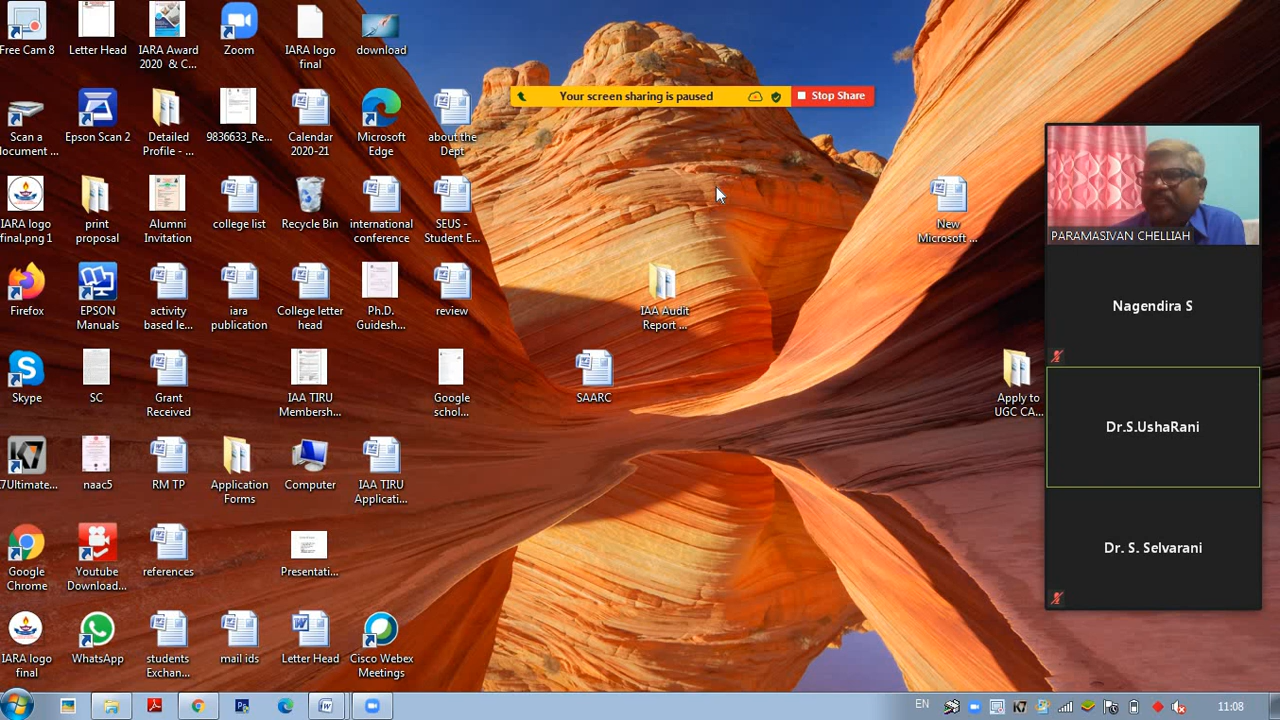 Free Cam 8
Letter Head
IARA Award
2020 & C...
Zoom
IARA logo
final
download
Your screen sharing is paused
Stop Share
Scan a
document ...
Epson Scan 2
Detailed
Profile - ...
9836633_Re...
Calendar
2020-21
Microsoft
Edge
about the
Dept
IARA logo
final.png 1
print
proposal
Alumni
Invitation
college list
Recycle Bin
international
conference
SEUS -
Student E...
New
Microsoft ...
PARAMASIVAN CHELLIAH
Firefox
EPSON
Manuals
activity
based le...
iara
publication
College letter
head
Ph.D.
Guidesh...
review
IAA Audit
Report ...
Nagendira S
Skype
SC
Grant
Received
IAA TIRU
Membersh...
Google
schol...
SAARC
Apply to
UGC CA...
Dr.S.UshaRani
K7Ultimate...
naac5
RM TP
Application
Forms
Computer
IAA TIRU
Applicati...
Google
Chrome
Youtube
Download...
references
Presentati...
Dr. S. Selvarani
IARA logo
final
WhatsApp
students
Exchan...
mail ids
Letter Head
Cisco Webex
Meetings
EN
11:08